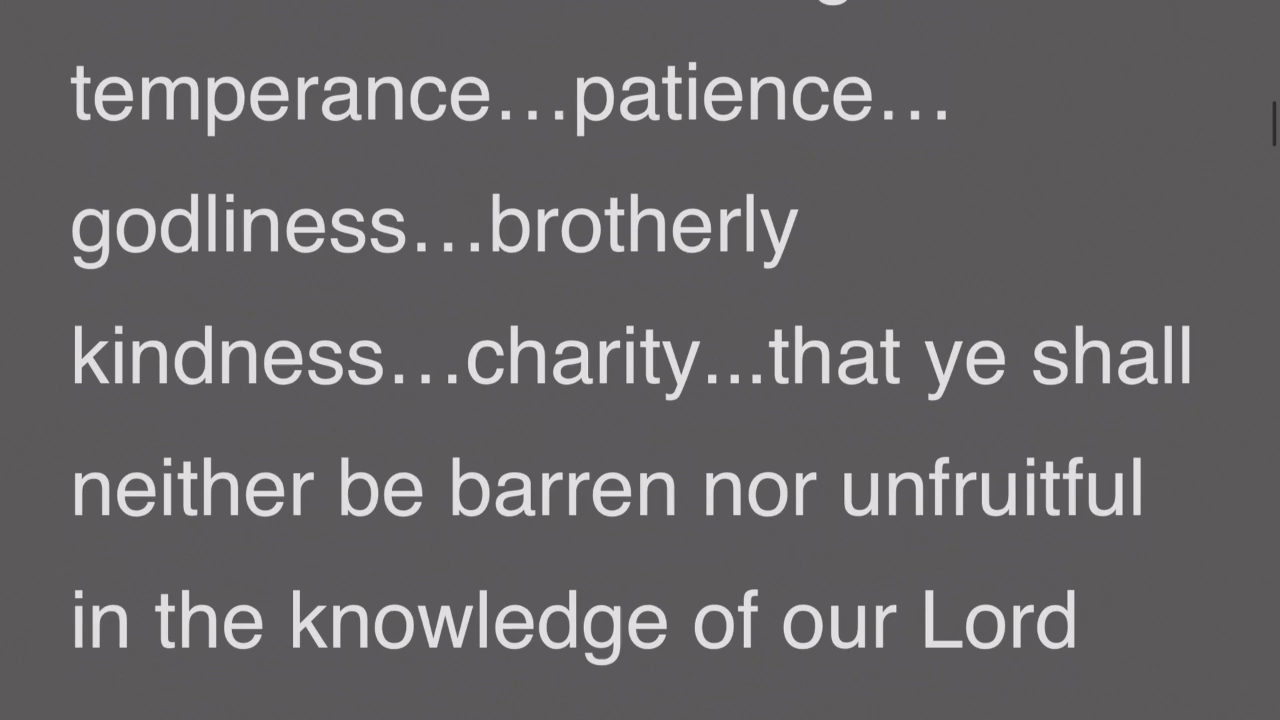 temperance…patience…
godliness…brotherly
kindness…charity...that ye shall
neither be barren nor unfruitful
in the knowledge of our Lord